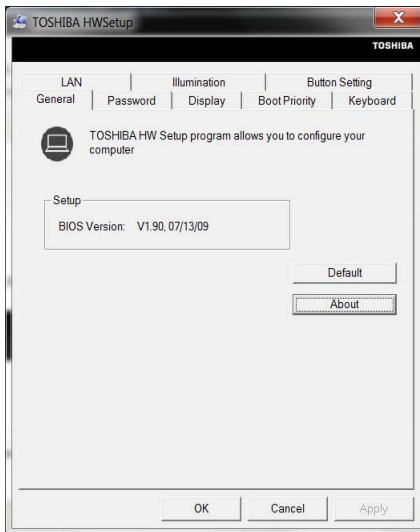 TOSHIBA HWSetup
TOSHIBA
LAN Illumination Button Setting
General Password Display Boot Priority Keyboard
TOSHIBA HW Setup program allows you to configure your
computer
Setup
BIOS Version: V1.90, 07/13/09
Default
About
OK Cancel Apply